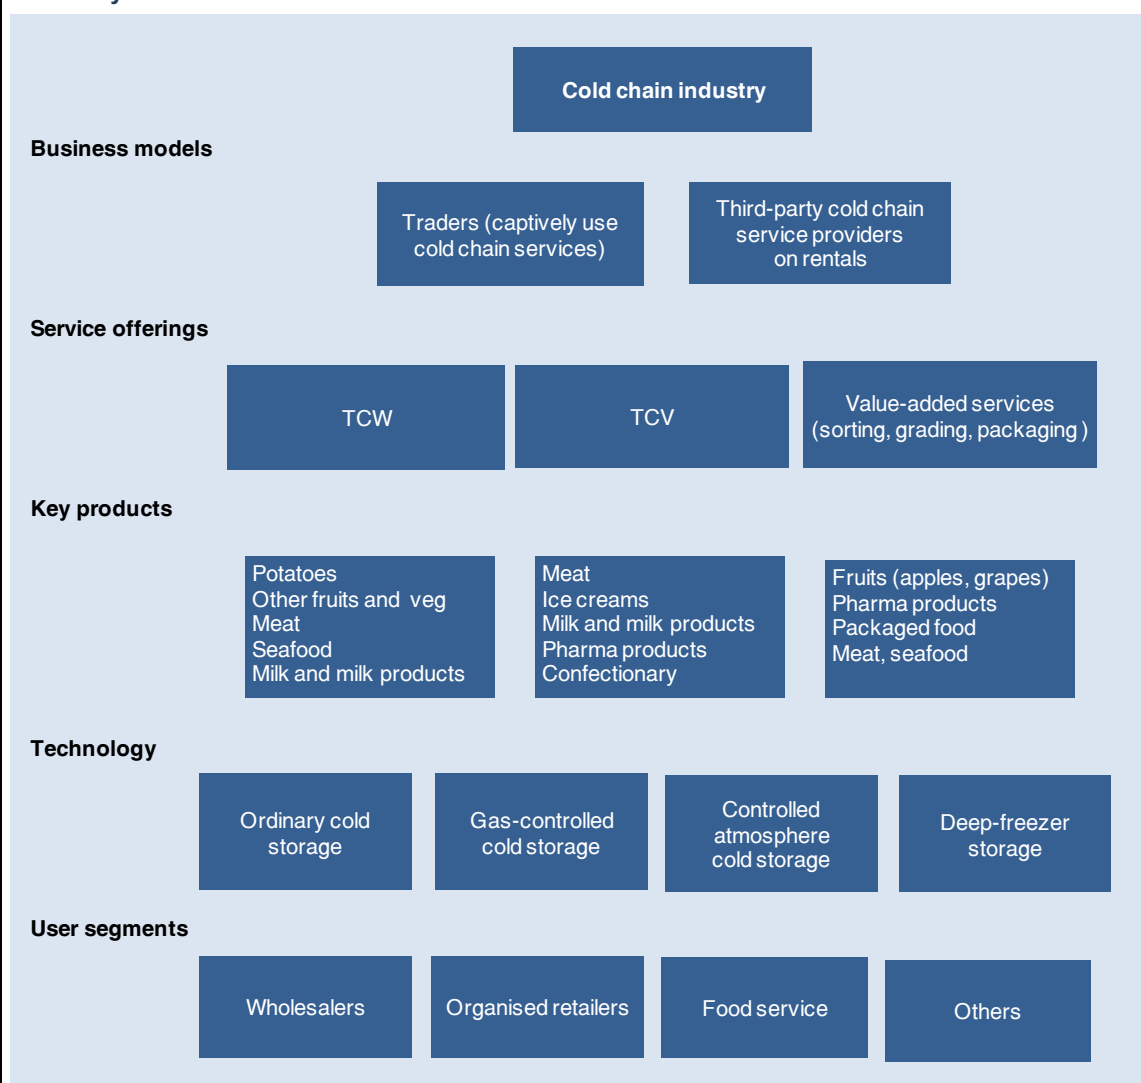 Cold chain industry
Business models
Traders (captively use
cold chain services)
Third-party cold chain
service providers
on rentals
Service offerings
TCW
TCV
Value-added services
(sorting, grading, packaging )
Key products
Potatoes
Other fruits and veg
Meat
Seafood
Milk and milk products
Meat
Ice creams
Milk and milk products
Pharma products
Confectionary
Fruits (apples, grapes)
Pharma products
Packaged food
Meat, seafood
Technology
Ordinary cold
storage
Gas-controlled
cold storage
Controlled
atmosphere
cold storage
Deep-freezer
storage
User segments
Wholesalers
Organised retailers
Food service
Others